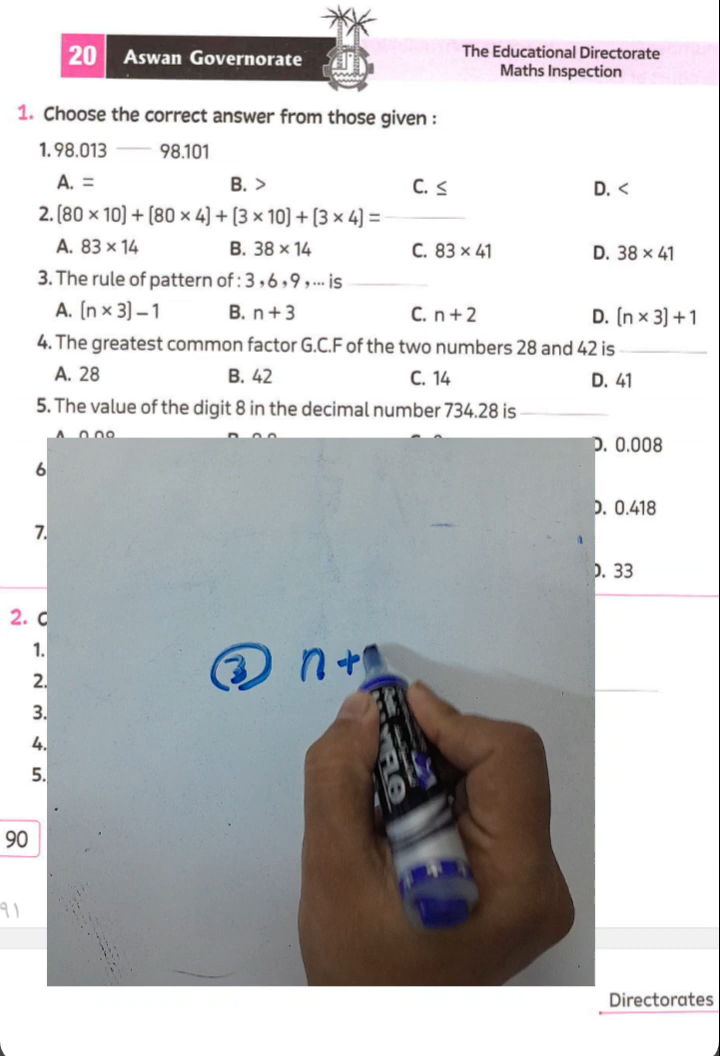 20 Aswan Governorate
The Educational Directorate
Maths Inspection
1. Choose the correct answer from those given :
1. 98.013 —— 98.101
A. = B. > C. ≤ D. <
2. (80 × 10) + (80 × 4) + (3 × 10) + (3 × 4) = ———
A. 83 × 14 B. 38 × 14 C. 83 × 41 D. 38 × 41
3. The rule of pattern of : 3 , 6 , 9 , ... is ———
A. (n × 3) – 1 B. n + 3 C. n + 2 D. (n × 3) + 1
4. The greatest common factor G.C.F of the two numbers 28 and 42 is ———
A. 28 B. 42 C. 14 D. 41
5. The value of the digit 8 in the decimal number 734.28 is ———
D. 0.008
6
D. 0.418
7.
D. 33
2.
1.
③ n +
2.
3.
4.
5.
90
91
Directorates